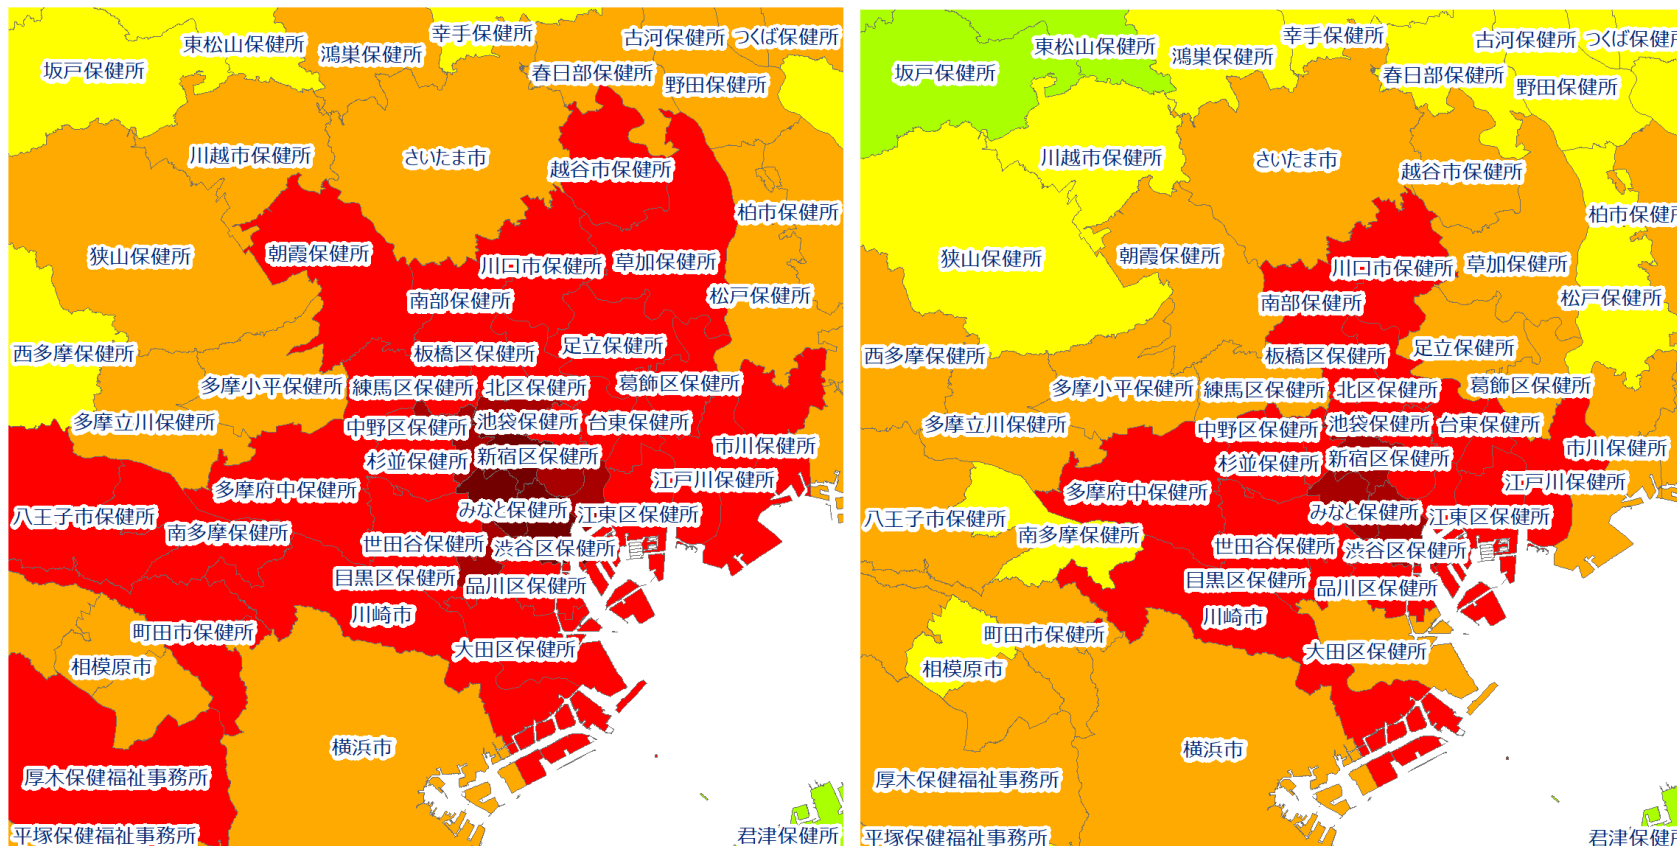 東松山保健所
幸手保健所
古河保健所
つくば保健所
鴻巣保健所
坂戸保健所
春日部保健所
野田保健所
川越市保健所
さいたま市
越谷市保健所
柏市保健所
狭山保健所
朝霞保健所
川口市保健所
草加保健所
南部保健所
松戸保健所
西多摩保健所
板橋区保健所
足立保健所
多摩小平保健所
練馬区保健所
北区保健所
葛飾区保健所
多摩立川保健所
中野区保健所
池袋保健所
台東保健所
市川保健所
杉並保健所
新宿区保健所
多摩府中保健所
江戸川保健所
八王子市保健所
みなと保健所
江東区保健所
南多摩保健所
世田谷保健所
渋谷区保健所
目黒区保健所
品川区保健所
川崎市
町田市保健所
大田区保健所
相模原市
横浜市
厚木保健福祉事務所
平塚保健福祉事務所
君津保健所
東松山保健所
幸手保健所
古河保健所
つくば保健所
鴻巣保健所
坂戸保健所
春日部保健所
野田保健所
川越市保健所
さいたま市
越谷市保健所
柏市保健所
狭山保健所
朝霞保健所
川口市保健所
草加保健所
南部保健所
松戸保健所
西多摩保健所
板橋区保健所
足立保健所
多摩小平保健所
練馬区保健所
北区保健所
葛飾区保健所
多摩立川保健所
中野区保健所
池袋保健所
台東保健所
市川保健所
杉並保健所
新宿区保健所
多摩府中保健所
江戸川保健所
八王子市保健所
みなと保健所
江東区保健所
南多摩保健所
世田谷保健所
渋谷区保健所
目黒区保健所
品川区保健所
川崎市
町田市保健所
大田区保健所
相模原市
横浜市
厚木保健福祉事務所
平塚保健福祉事務所
君津保健所